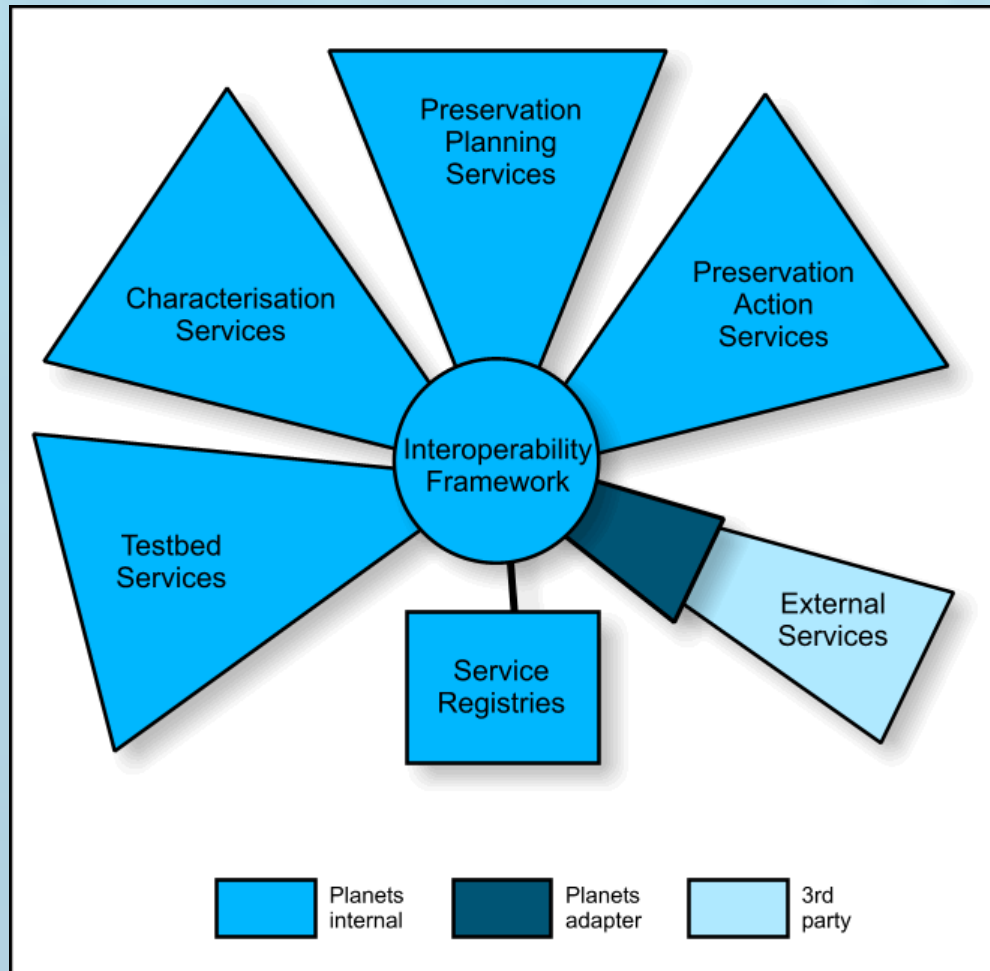 Preservation
Planning
Services
Characterisation
Services
Preservation
Action
Services
Interoperability
Framework
Testbed
Services
External
Services
Service
Registries
Planets
internal
Planets
adapter
3rd
party